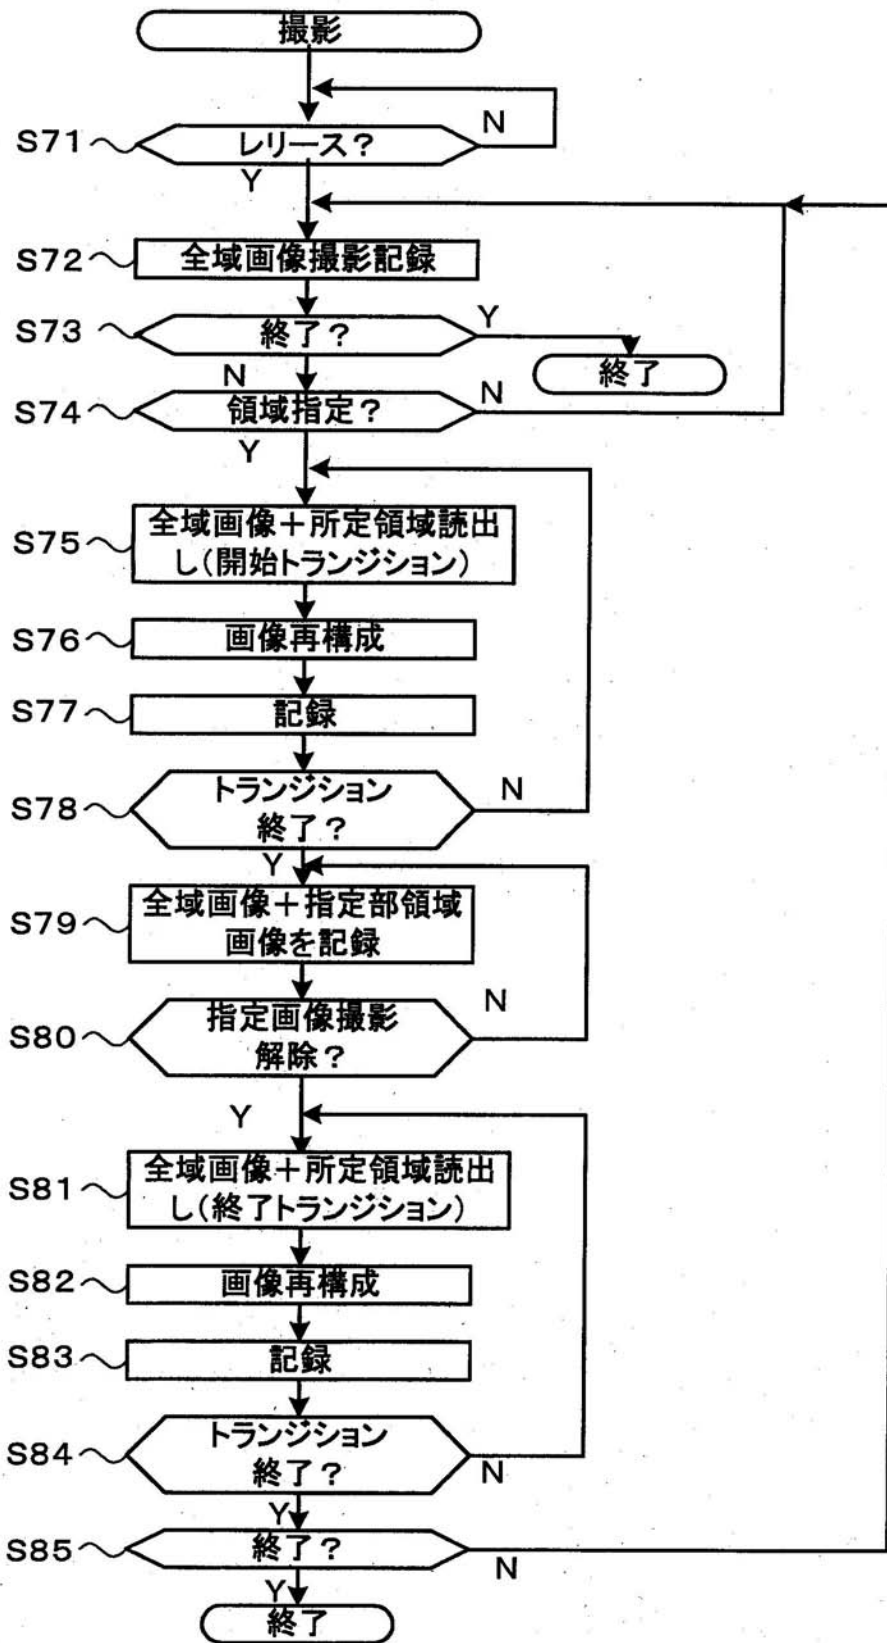 撮影
S71 レリース？ N
Y
S72 全域画像撮影記録
S73 終了？ Y
終了
N
S74 領域指定？ N
Y
S75 全域画像＋所定領域読出
し（開始トランジション）
S76 画像再構成
S77 記録
S78 トランジション
終了？
N
Y
S79 全域画像＋指定部領域
画像を記録
S80 指定画像撮影
解除？
N
Y
S81 全域画像＋所定領域読出
し（終了トランジション）
S82 画像再構成
S83 記録
S84 トランジション
終了？
N
Y
S85 終了？ N
Y
終了